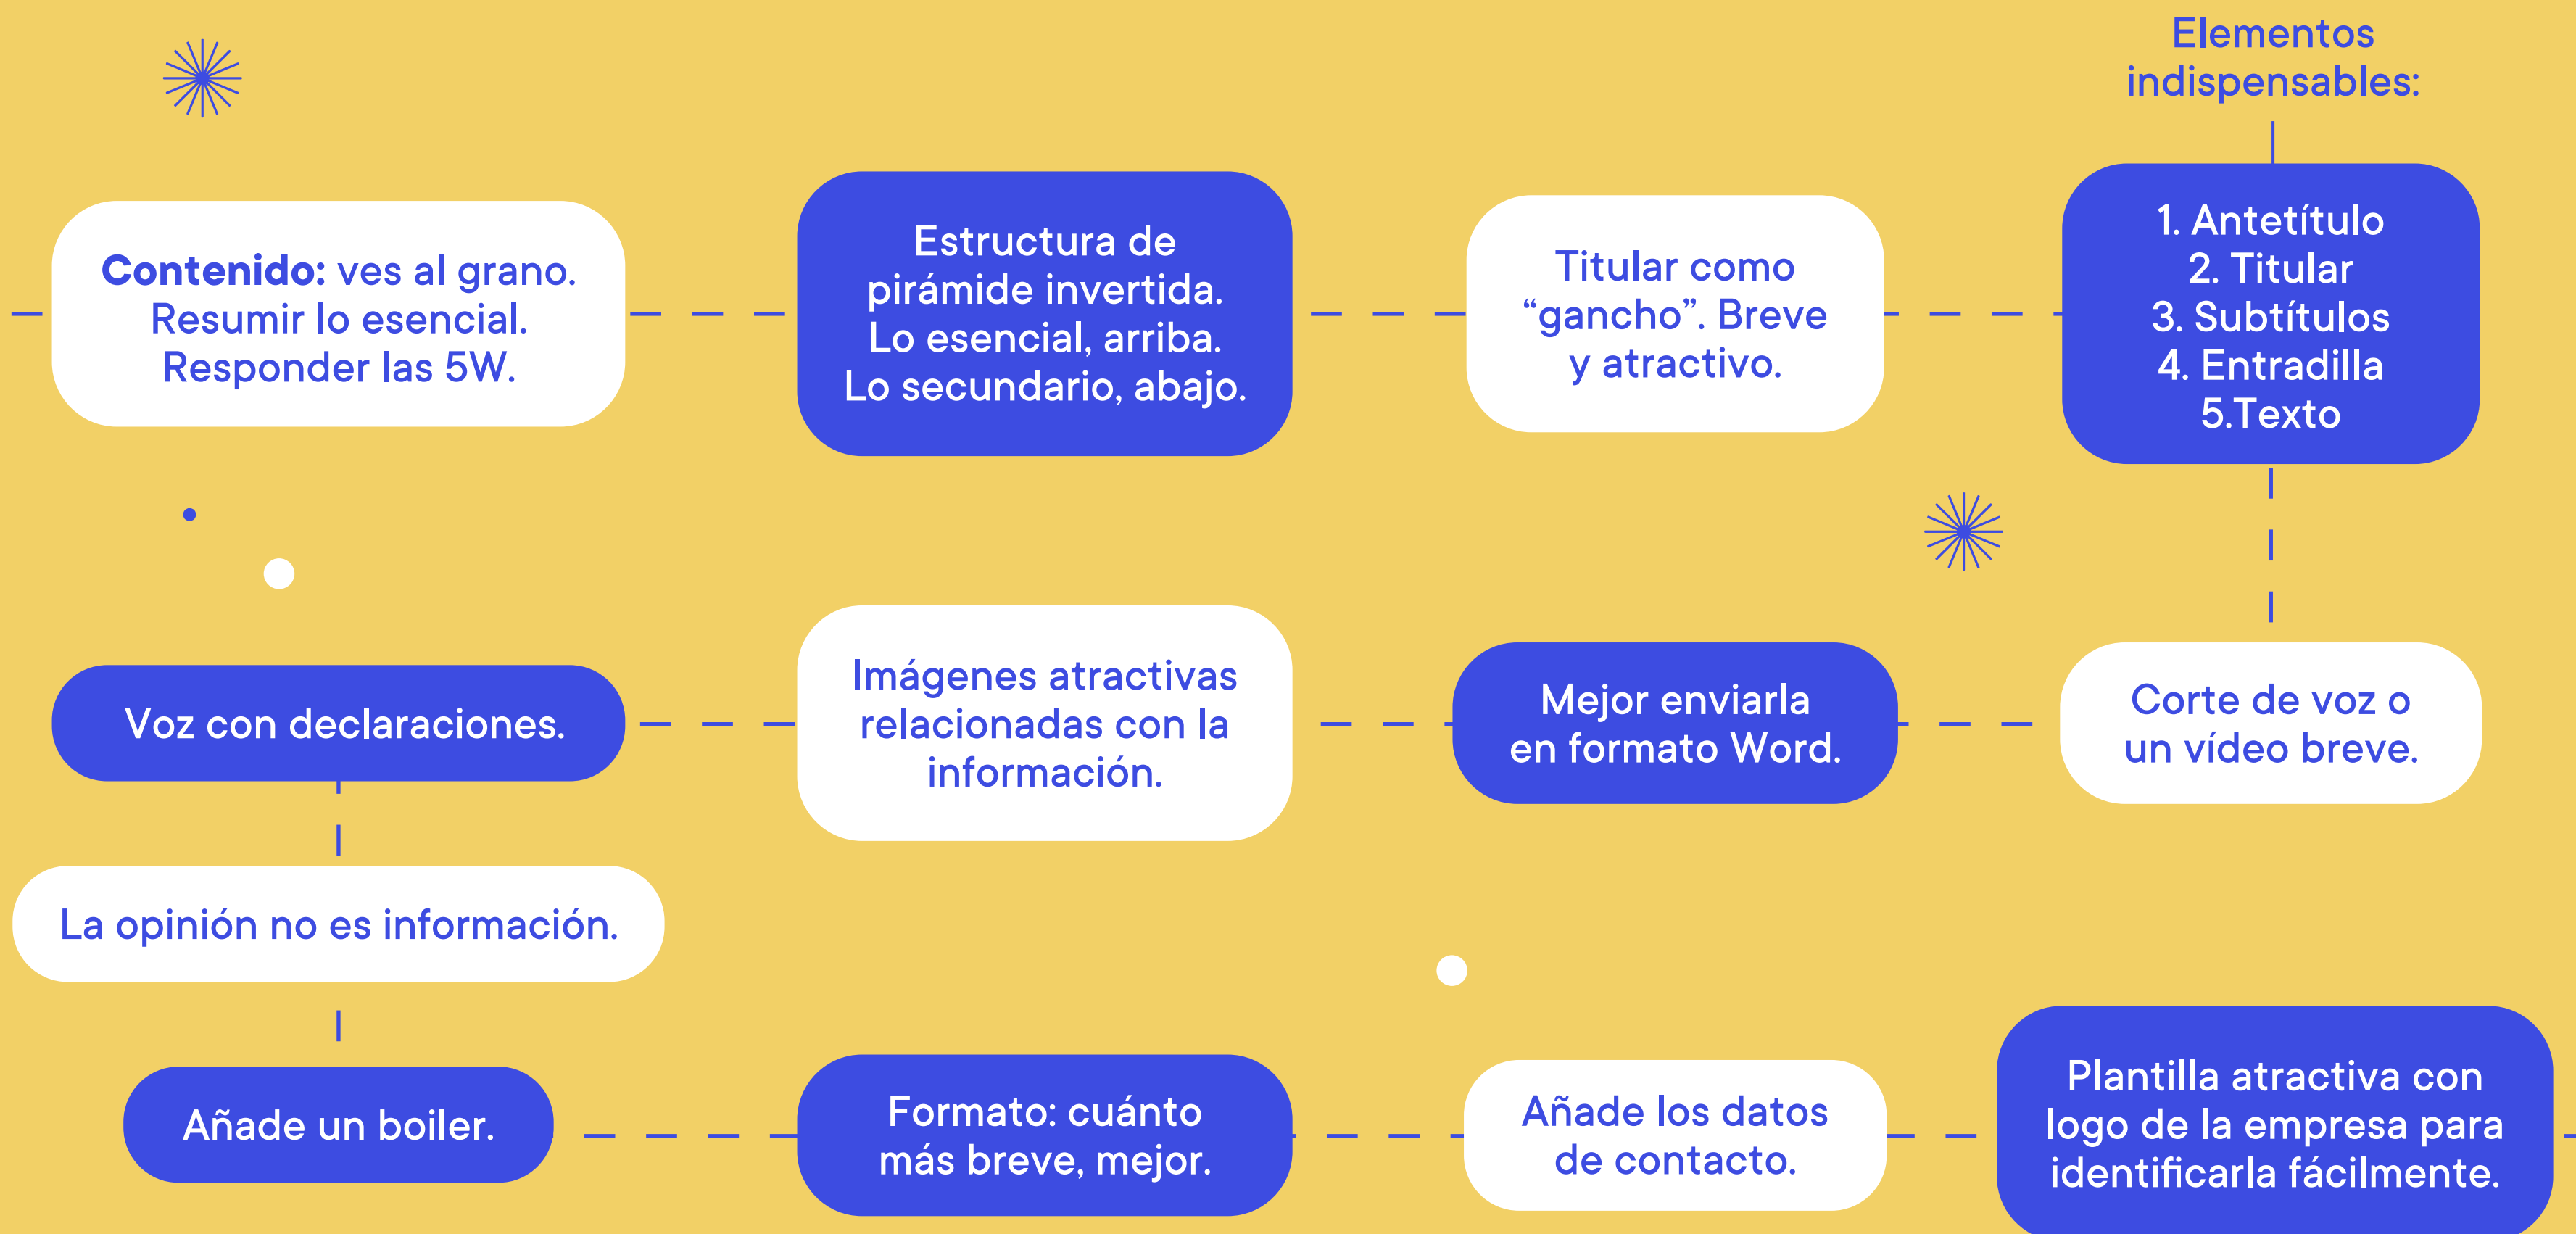 Elementos
indispensables:
Contenido: ves al grano.
Resumir lo esencial.
Responder las 5W.
Estructura de
pirámide invertida.
Lo esencial, arriba.
Lo secundario, abajo.
Titular como
“gancho”. Breve
y atractivo.
1. Antetítulo
2. Titular
3. Subtítulos
4. Entradilla
5.Texto
Corte de voz o
un vídeo breve.
Mejor enviarla
en formato Word.
Imágenes atractivas
relacionadas con la
información.
Voz con declaraciones.
La opinión no es información.
Añade un boiler.
Formato: cuánto
más breve, mejor.
Añade los datos
de contacto.
Plantilla atractiva con
logo de la empresa para
identificarla fácilmente.